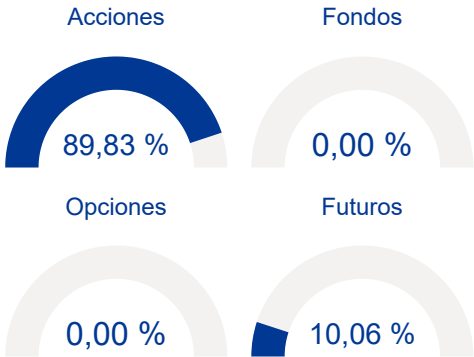 Acciones
89,83 %
Fondos
0,00 %
Opciones
0,00 %
Futuros
10,06 %